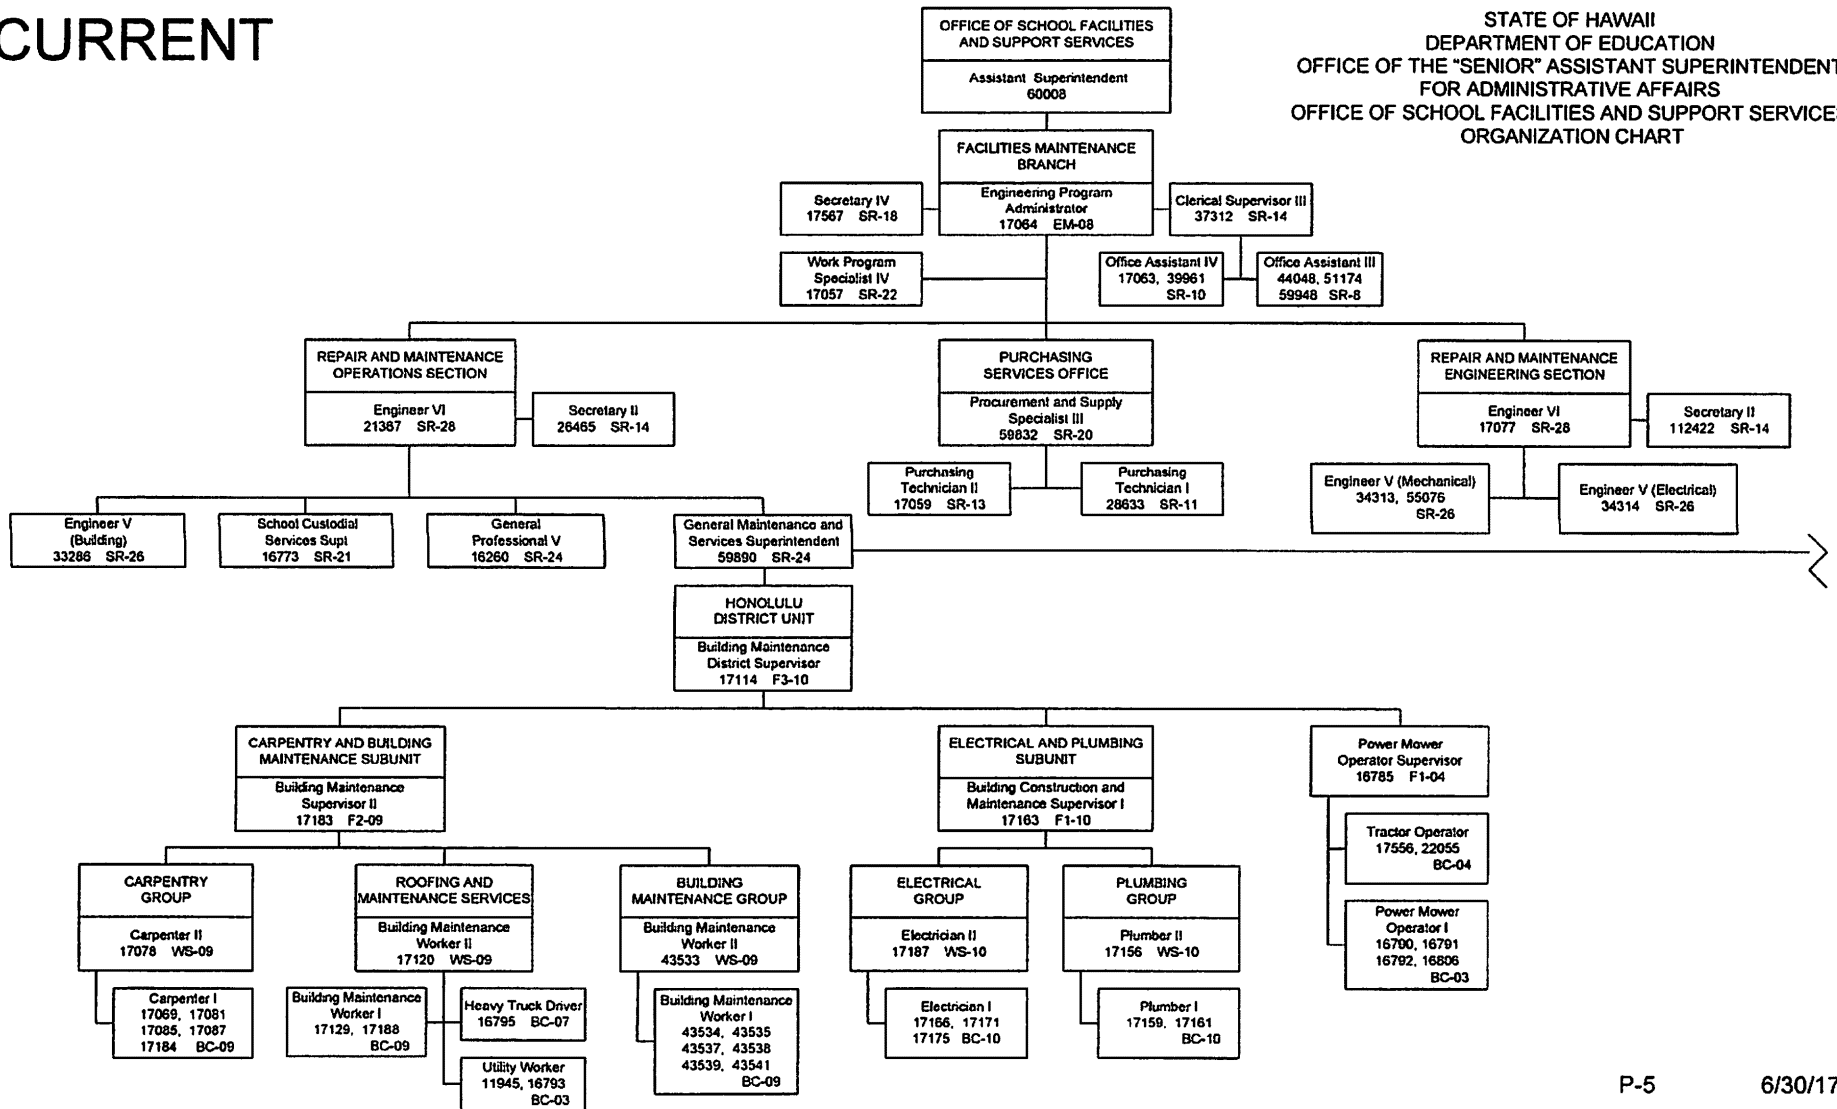 CURRENT
STATE OF HAWAII
DEPARTMENT OF EDUCATION
OFFICE OF THE "SENIOR" ASSISTANT SUPERINTENDENT
FOR ADMINISTRATIVE AFFAIRS
OFFICE OF SCHOOL FACILITIES AND SUPPORT SERVICES
ORGANIZATION CHART
OFFICE OF SCHOOL FACILITIES
AND SUPPORT SERVICES
Assistant Superintendent
60008
FACILITIES MAINTENANCE
BRANCH
Engineering Program
Administrator
17064 EM-08
Secretary IV
17567 SR-18
Clerical Supervisor III
37312 SR-14
Work Program
Specialist IV
17057 SR-22
Office Assistant IV
17063, 39961
SR-10
Office Assistant III
44048, 51174
59948 SR-8
REPAIR AND MAINTENANCE
OPERATIONS SECTION
Engineer VI
21387 SR-28
Secretary II
26465 SR-14
PURCHASING
SERVICES OFFICE
Procurement and Supply
Specialist III
59832 SR-20
REPAIR AND MAINTENANCE
ENGINEERING SECTION
Engineer VI
17077 SR-28
Secretary II
112422 SR-14
Purchasing
Technician II
17059 SR-13
Purchasing
Technician I
28633 SR-11
Engineer V (Mechanical)
34313, 55076
SR-26
Engineer V (Electrical)
34314 SR-26
Engineer V
(Building)
33286 SR-26
School Custodial
Services Supt
16773 SR-21
General
Professional V
16260 SR-24
General Maintenance and
Services Superintendent
59890 SR-24
HONOLULU
DISTRICT UNIT
Building Maintenance
District Supervisor
17114 F3-10
CARPENTRY AND BUILDING
MAINTENANCE SUBUNIT
Building Maintenance
Supervisor II
17183 F2-09
ELECTRICAL AND PLUMBING
SUBUNIT
Building Construction and
Maintenance Supervisor I
17163 F1-10
Power Mower
Operator Supervisor
16785 F1-04
Tractor Operator
17556, 22055
BC-04
Power Mower
Operator I
16790, 16791
16792, 16806
BC-03
CARPENTRY
GROUP
Carpenter II
17078 WS-09
ROOFING AND
MAINTENANCE SERVICES
Building Maintenance
Worker II
17120 WS-09
BUILDING
MAINTENANCE GROUP
Building Maintenance
Worker II
43533 WS-09
ELECTRICAL
GROUP
Electrician II
17187 WS-10
PLUMBING
GROUP
Plumber II
17156 WS-10
Carpenter I
17069, 17081
17085, 17087
17184 BC-09
Building Maintenance
Worker I
17129, 17188
BC-09
Heavy Truck Driver
16795 BC-07
Utility Worker
11945, 16793
BC-03
Building Maintenance
Worker I
43534, 43535
43537, 43538
43539, 43541
BC-09
Electrician I
17166, 17171
17175 BC-10
Plumber I
17159, 17161
BC-10
P-5 6/30/17